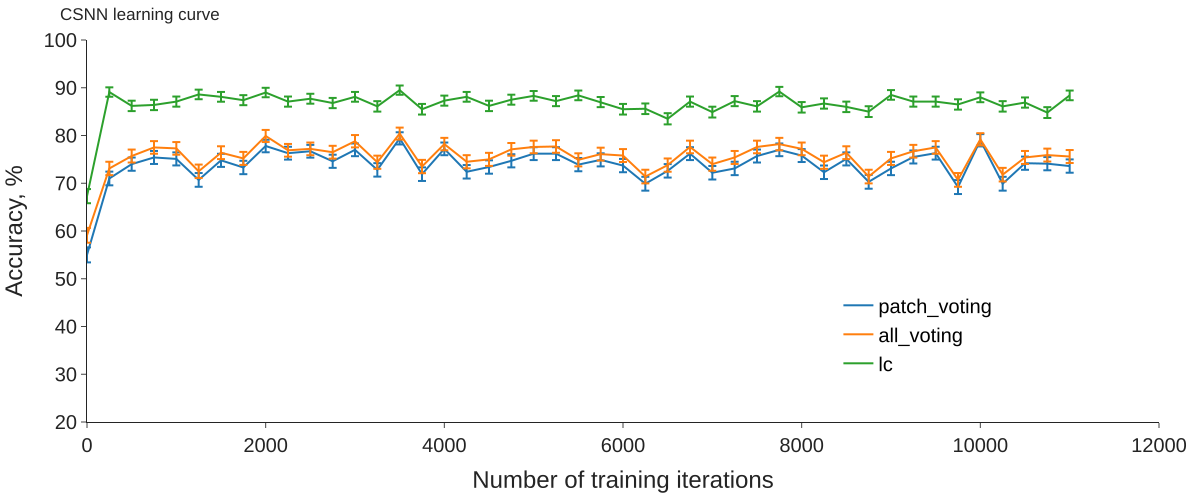 CSNN learning curve
100
90
80
70
60
50
40
30
20
Accuracy, %
patch_voting
all_voting
lc
0 2000 4000 6000 8000 10000 12000
Number of training iterations